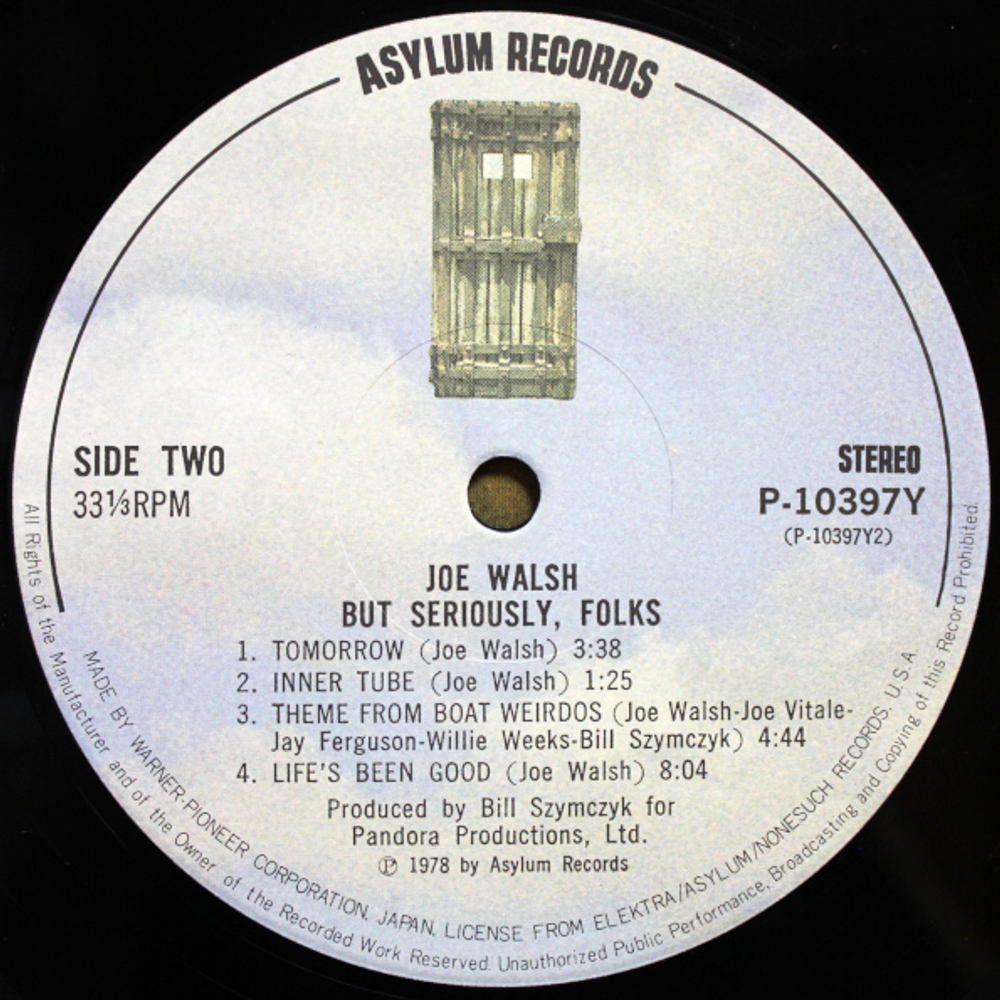 ASYLUM RECORDS
SIDE TWO
33⅓RPM
STEREO
P-10397Y
(P-10397Y2)
JOE WALSH
BUT SERIOUSLY, FOLKS
1. TOMORROW (Joe Walsh) 3:38
2. INNER TUBE (Joe Walsh) 1:25
3. THEME FROM BOAT WEIRDOS (Joe Walsh-Joe Vitale-
Jay Ferguson-Willie Weeks-Bill Szymczyk) 4:44
4. LIFE'S BEEN GOOD (Joe Walsh) 8:04
Produced by Bill Szymczyk for
Pandora Productions, Ltd.
Ⓟ 1978 by Asylum Records
MADE BY WARNER-PIONEER CORPORATION, JAPAN, LICENSE FROM ELEKTRA/ASYLUM/NONESUCH RECORDS. U.S.A.
All Rights of the Manufacturer and of the Owner of the Recorded Work Reserved. Unauthorized Public Performance, Broadcasting and Copying of this Record Prohibited.